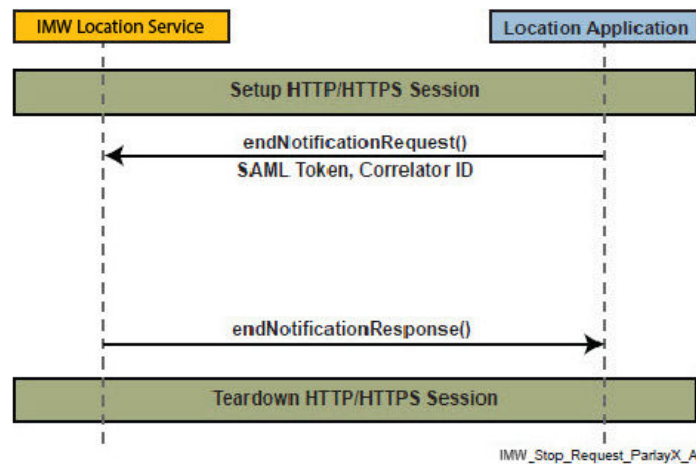 IMW Location Service
Location Application
Setup HTTP/HTTPS Session
endNotificationRequest()
SAML Token, Correlator ID
endNotificationResponse()
Teardown HTTP/HTTPS Session
IMW_Stop_Request_ParlayX_A